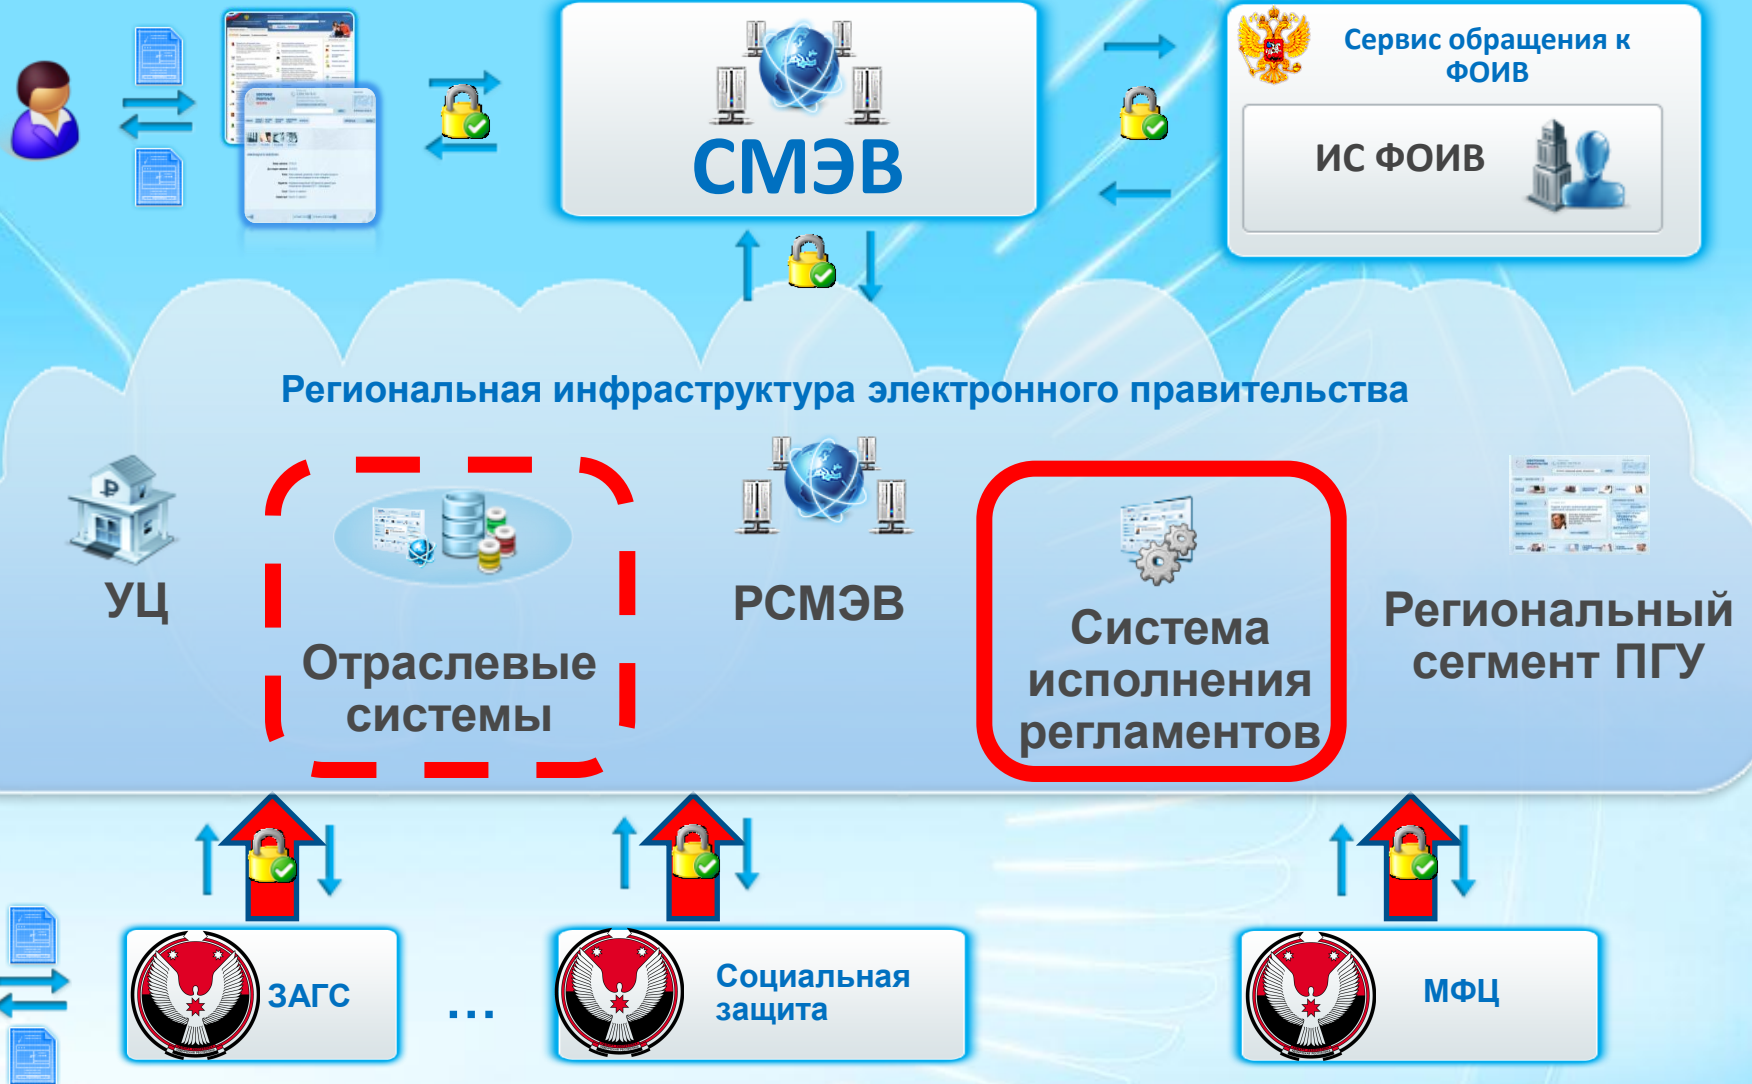 СМЭВ
Сервис обращения к
ФОИВ
ИС ФОИВ
Региональная инфраструктура электронного правительства
УЦ
Отраслевые
системы
РСМЭВ
Система
исполнения
регламентов
Региональный
сегмент ПГУ
ЗАГС
...
Социальная
защита
МФЦ